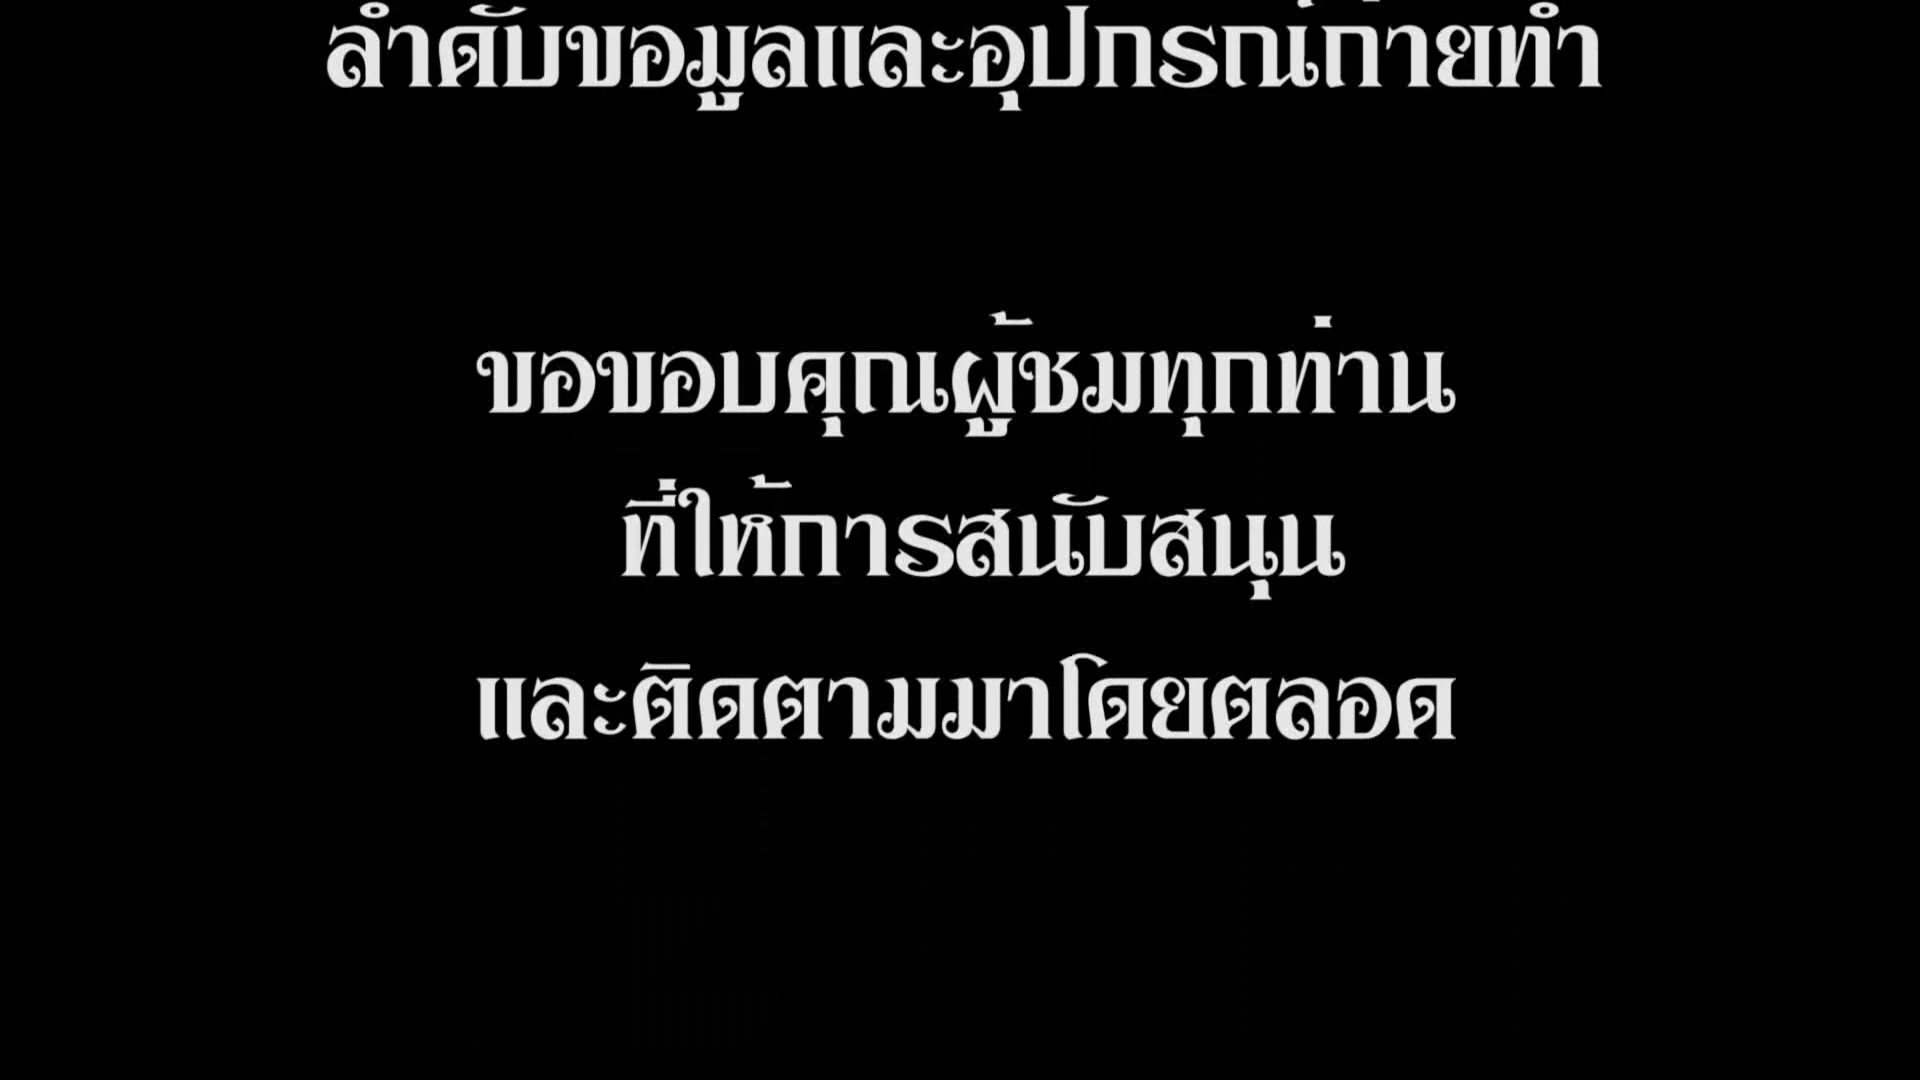 ลำดับข้อมูลและอุปกรณ์ถ่ายทำ
ขอขอบคุณผู้ชมทุกท่าน
ที่ให้การสนับสนุน
และติดตามมาโดยตลอด